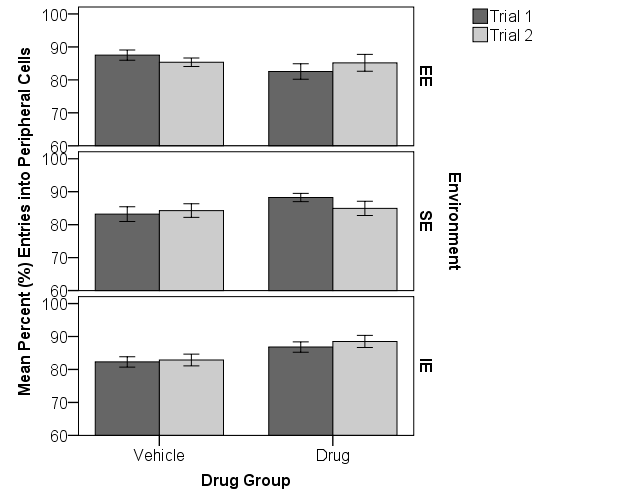 Trial 1
Trial 2
Mean Percent (%) Entries into Peripheral Cells
100
90
80
70
60
EE
100
90
80
70
60
SE
Environment
100
90
80
70
60
IE
Vehicle
Drug
Drug Group